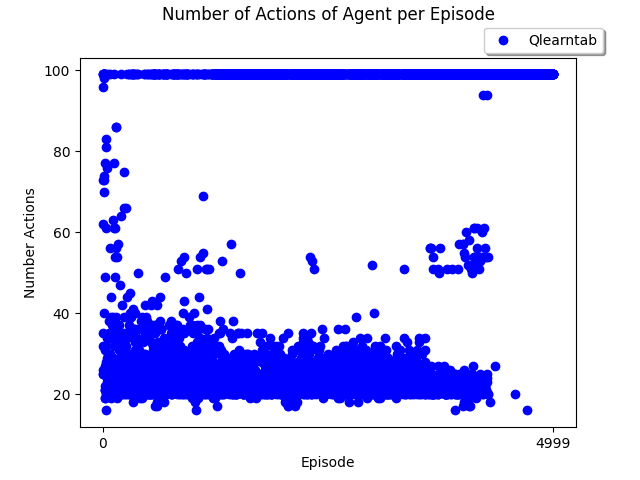 Number of Actions of Agent per Episode
Qlearntab
100
80
60
40
20
Number Actions
0
4999
Episode